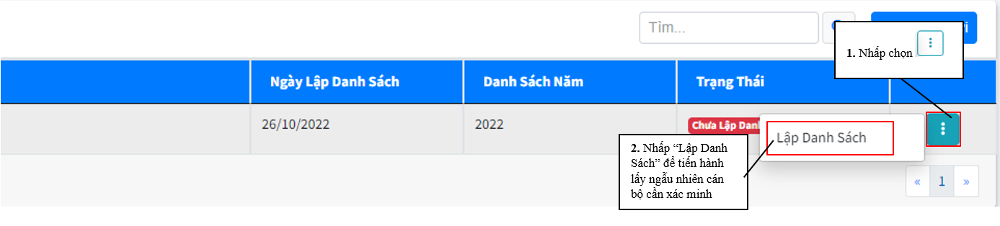 Tìm...
1. Nhấp chọn
Ngày Lập Danh Sách
Danh Sách Năm
Trạng Thái
26/10/2022
2022
Chưa Lập
Lập Danh Sách
2. Nhấp “Lập Danh
Sách” để tiến hành
lấy ngẫu nhiên cán
bộ cần xác minh
« 1 »